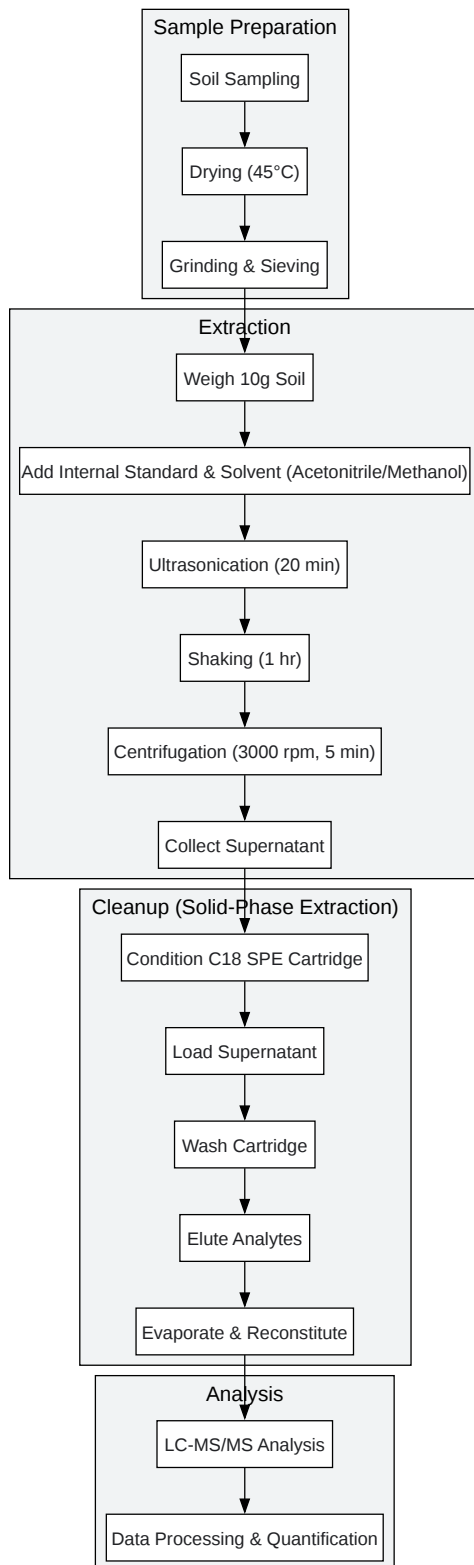 Sample Preparation
Soil Sampling
Drying (45°C)
Grinding & Sieving
Extraction
Weigh 10g Soil
Add Internal Standard & Solvent (Acetonitrile/Methanol)
Ultrasonication (20 min)
Shaking (1 hr)
Centrifugation (3000 rpm, 5 min)
Collect Supernatant
Cleanup (Solid-Phase Extraction)
Condition C18 SPE Cartridge
Load Supernatant
Wash Cartridge
Elute Analytes
Evaporate & Reconstitute
Analysis
LC-MS/MS Analysis
Data Processing & Quantification